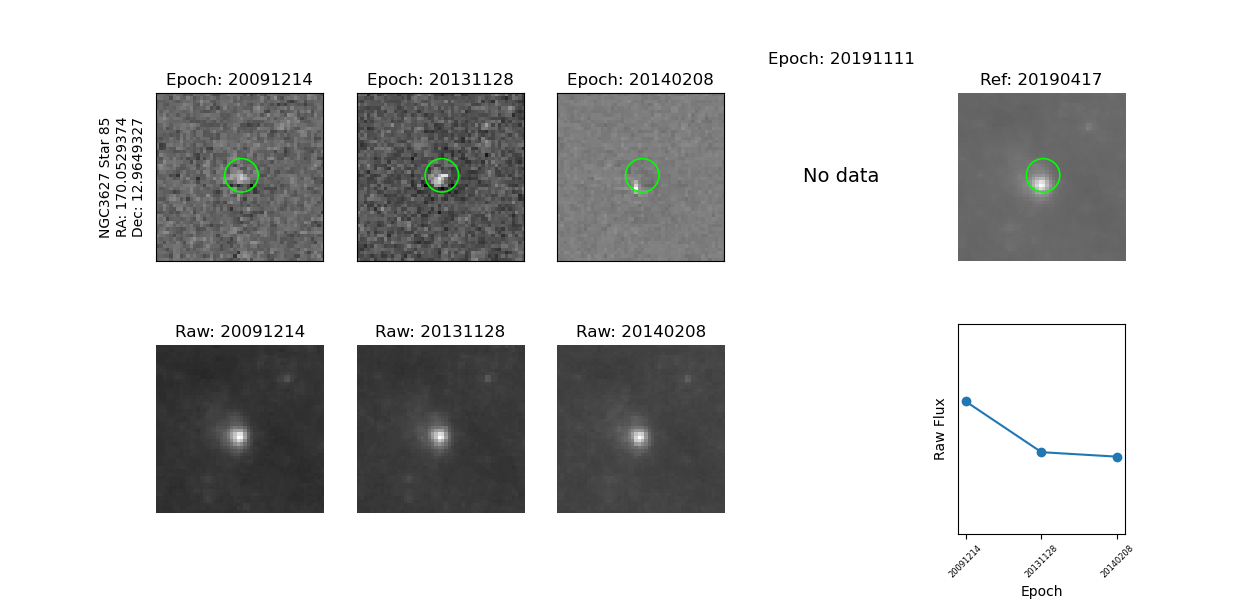 Epoch: 20191111
Epoch: 20091214
Epoch: 20131128
Epoch: 20140208
Ref: 20190417
NGC3627 Star 85
RA: 170.0529374
Dec: 12.9649327
No data
Raw: 20091214
Raw: 20131128
Raw: 20140208
Raw Flux
20091214
20131128
20140208
Epoch